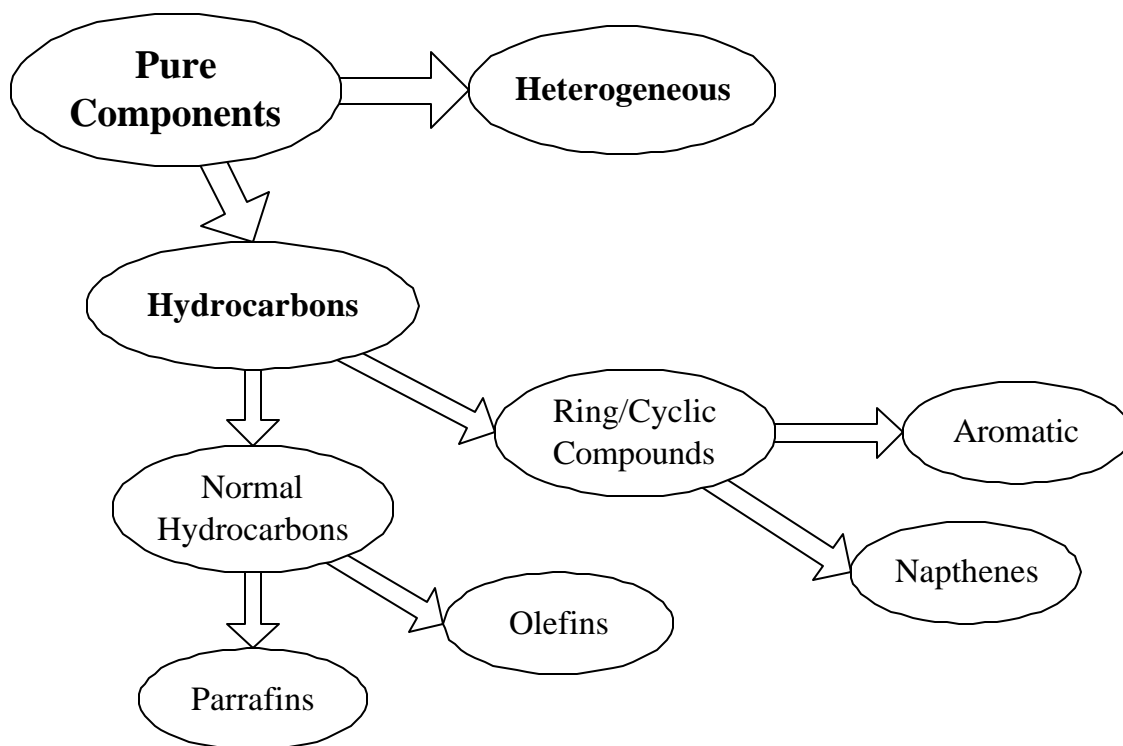 Pure
Components
Heterogeneous
Hydrocarbons
Ring/Cyclic
Compounds
Aromatic
Normal
Hydrocarbons
Napthenes
Olefins
Parrafins